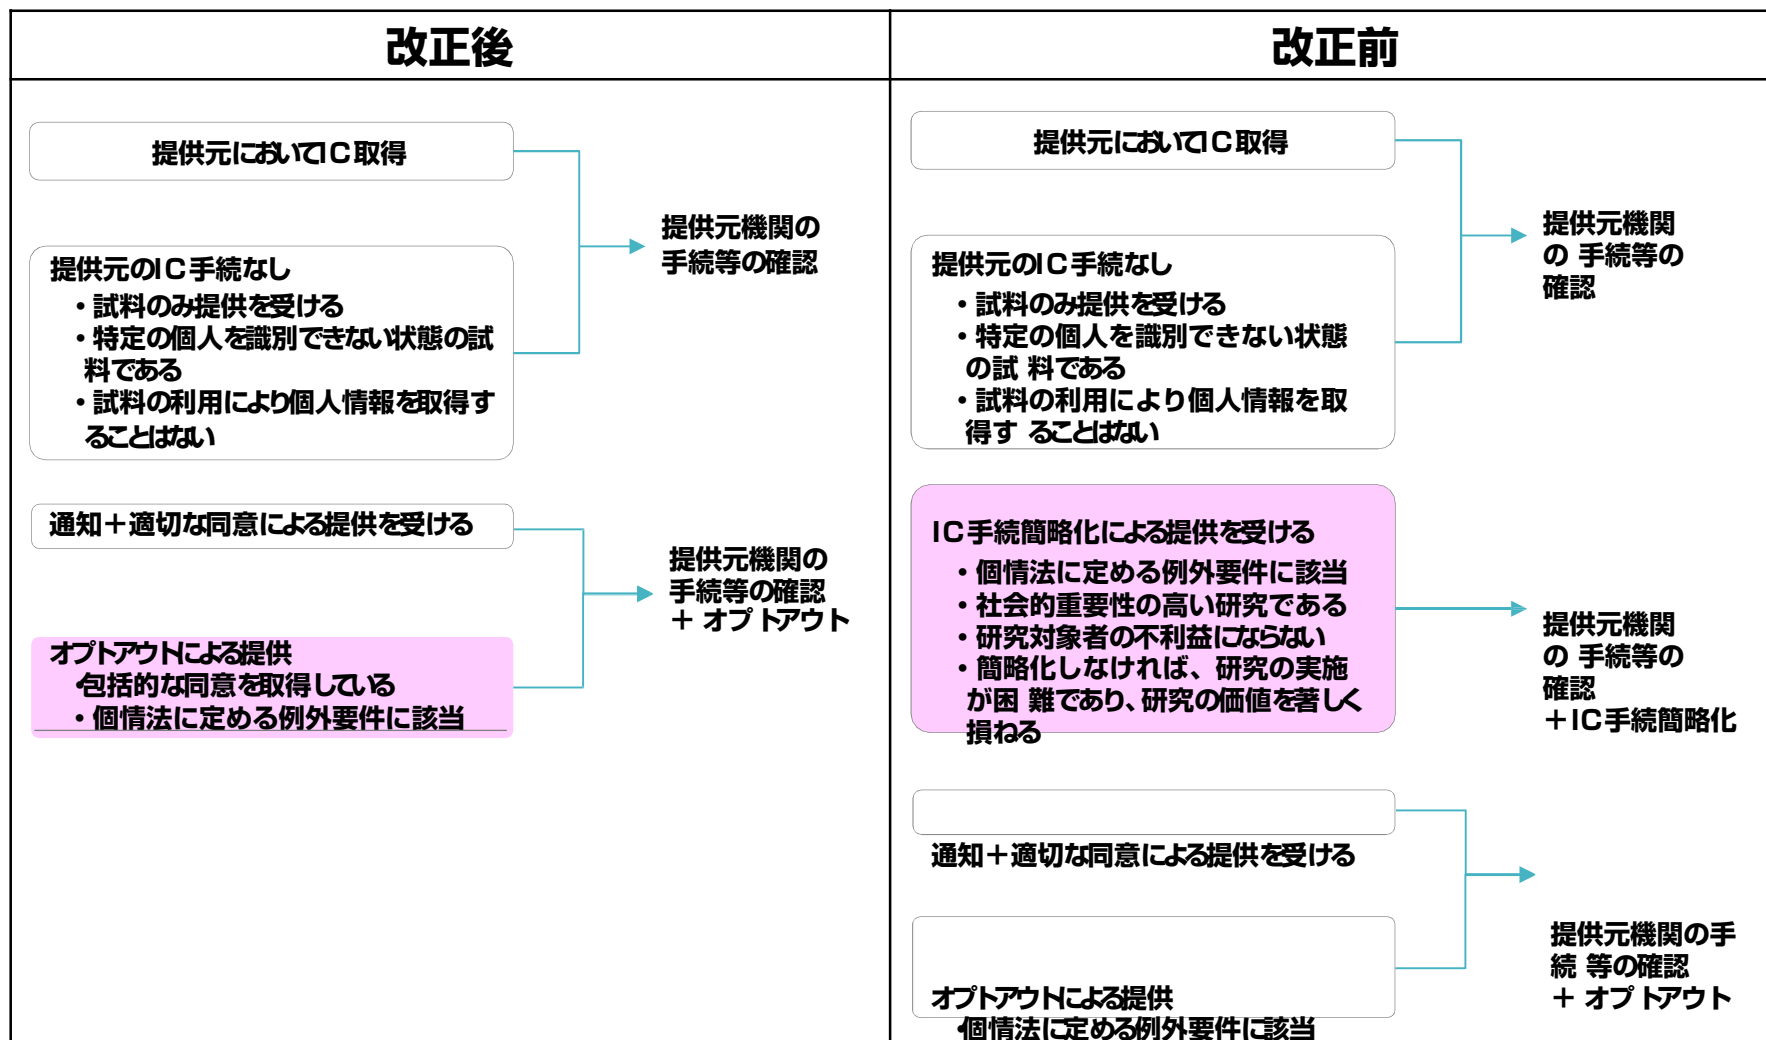 改正後
提供元においてIC取得
提供元機関の
手続等の確認
提供元のIC手続なし
・試料のみ提供を受ける
・特定の個人を識別できない状態の試
料である
・試料の利用により個人情報を取得す
ることはない
通知＋適切な同意による提供を受ける
提供元機関の
手続等の確認
＋ オプトアウト
オプトアウトによる提供
・包括的な同意を取得している
・個情法に定める例外要件に該当
改正前
提供元においてIC取得
提供元機関
の 手続等の
確認
提供元のIC手続なし
・試料のみ提供を受ける
・特定の個人を識別できない状態
の試 料である
・試料の利用により個人情報を取
得す ることはない
IC手続簡略化による提供を受ける
・個情法に定める例外要件に該当
・社会的重要性の高い研究である
・研究対象者の不利益にならない
・簡略化しなければ、研究の実施
が困 難であり、研究の価値を著しく
損ねる
提供元機関
の 手続等の
確認
＋IC手続簡略化
通知＋適切な同意による提供を受ける
提供元機関の手
続 等の確認
＋ オプトアウト
オプトアウトによる提供
・個情法に定める例外要件に該当